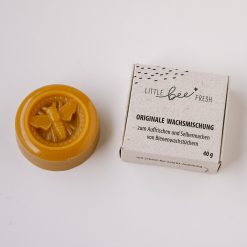 LITTLE bee FRESH
ORIGINALE WACHSMISCHUNG
zum Auffrischen und Selbermachen
von Bienenwachstüchern
40 g